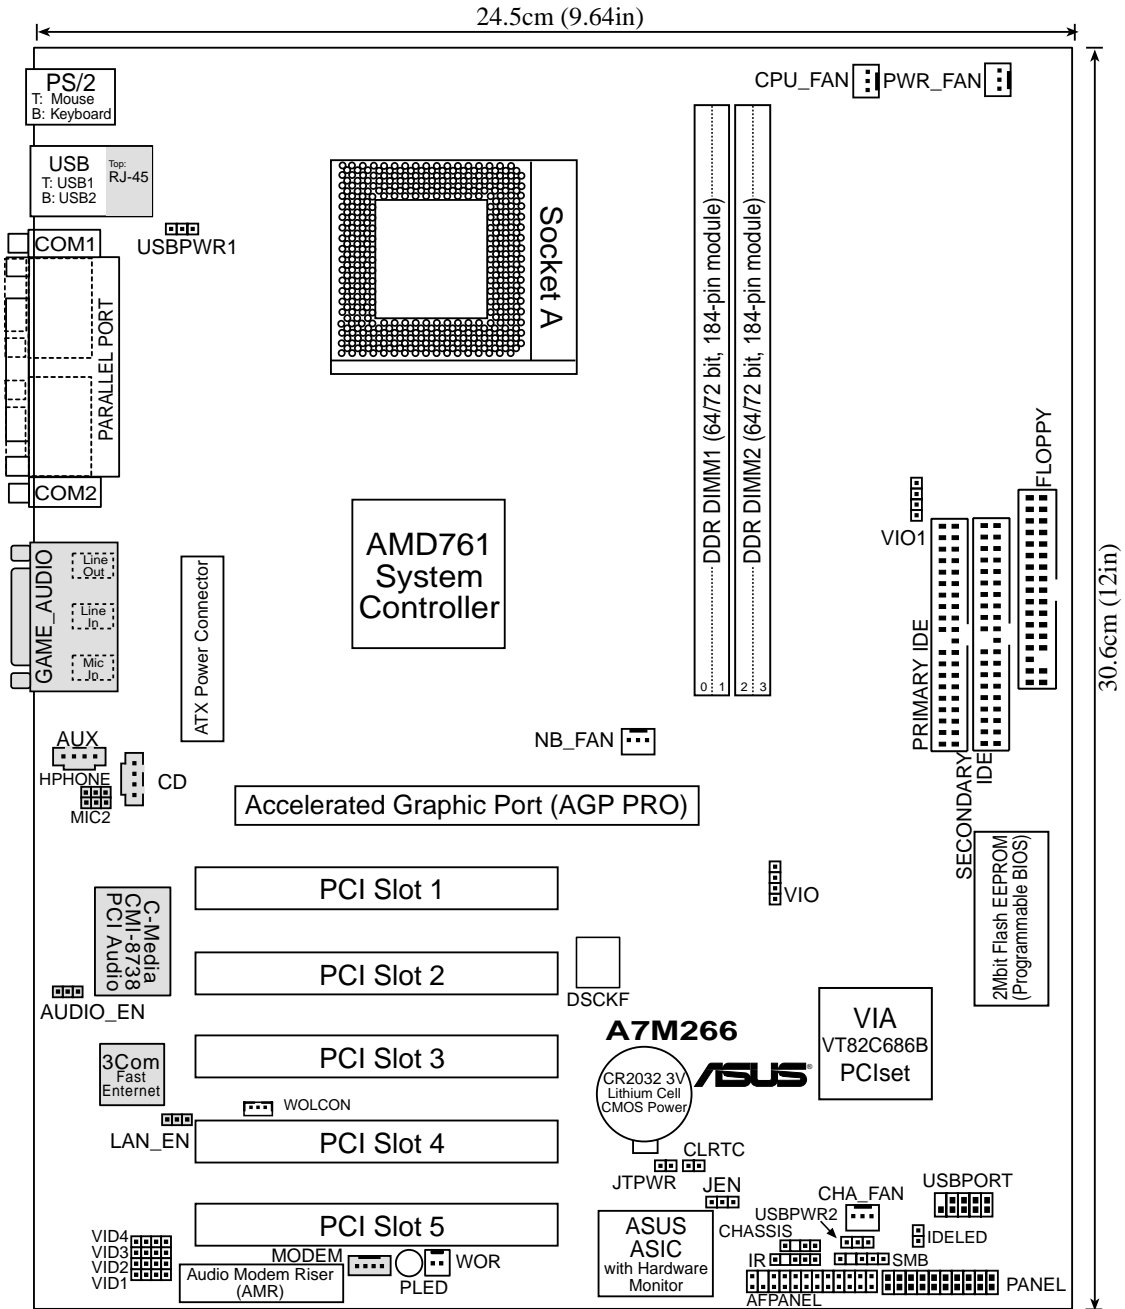 24.5cm (9.64in)
PS/2
T: Mouse
B: Keyboard
CPU_FAN
PWR_FAN
USB
T: USB1
B: USB2
Top:
RJ-45
USBPWR1
COM1
PARALLEL PORT
COM2
Socket A
DDR DIMM1 (64/72 bit, 184-pin module)
DDR DIMM2 (64/72 bit, 184-pin module)
0 1
2 3
FLOPPY
VIO1
PRIMARY IDE
SECONDARY
IDE
30.6cm (12in)
AMD761
System
Controller
GAME_AUDIO
Line
Out
Line
In
Mic
In
ATX Power Connector
NB_FAN
AUX
HPHONE
MIC2
CD
Accelerated Graphic Port (AGP PRO)
PCI Slot 1
VIO
2Mbit Flash EEPROM
(Programmable BIOS)
C-Media
CMI-8738
PCI Audio
PCI Slot 2
DSCKF
AUDIO_EN
A7M266
VIA
VT82C686B
PCIset
PCI Slot 3
3Com
Fast
Enternet
CR2032 3V
Lithium Cell
CMOS Power
ASUS
®
WOLCON
LAN_EN
PCI Slot 4
CLRTC
JTPWR
JEN
CHA_FAN
USBPORT
USBPWR2
CHASSIS
IDELED
PCI Slot 5
ASUS
ASIC
with Hardware
Monitor
VID4
VID3
VID2
VID1
MODEM
WOR
PLED
Audio Modem Riser
(AMR)
IR
SMB
AFPANEL
PANEL